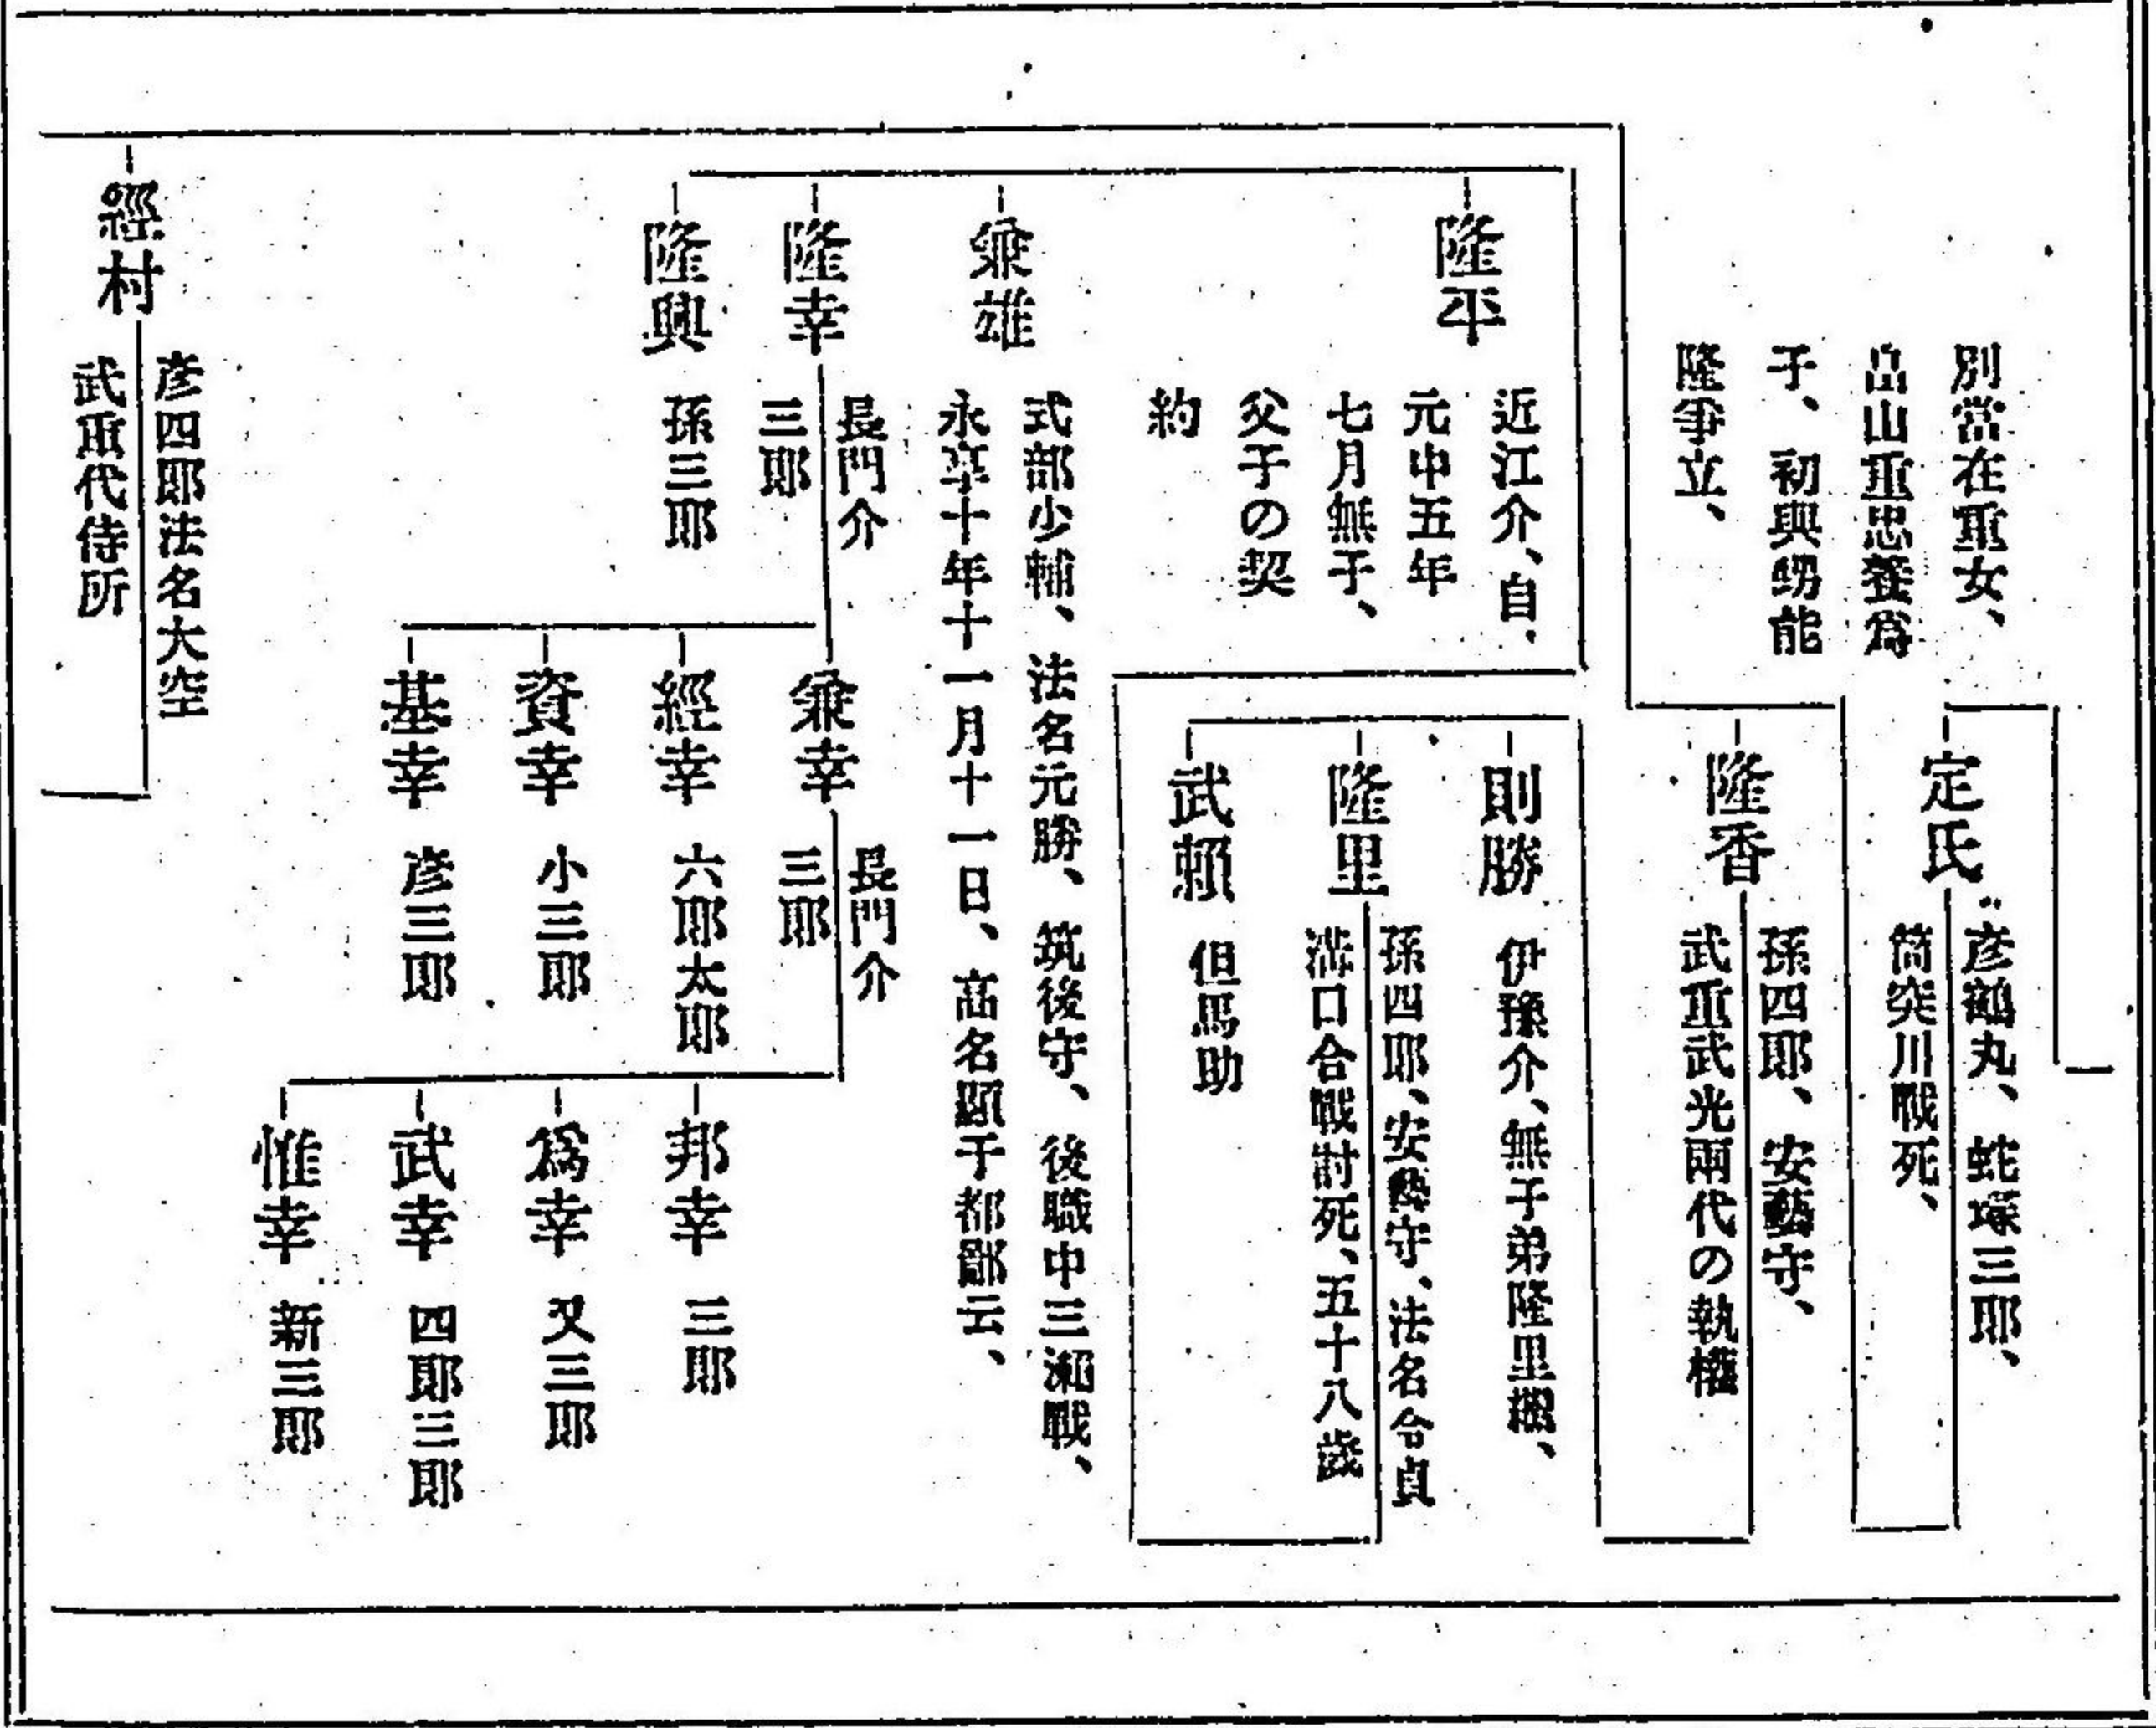 別當在重女、
畠山重忠養爲
子、初與甥能
隆爭立、
定氏
彦鶴丸、蛇塚三郎、
筒突川戰死、
隆香
孫四郎、安藝守、
武重武光兩代の執權
則勝
伊豫介、無子弟隆里繼、
隆里
孫四郎、安藝守、法名令貞
溝口合戰討死、五十八歲
武賴
但馬助
隆平
近江介、自
元中五年
七月無子、
父子の契
約
兼雄
式部少輔、法名元勝、筑後守、後職中三瀦戰、
永享十年十一月十一日、高名顯于都鄙云、
隆幸
長門介
三郎
隆興
孫三郎
兼幸
長門介
三郎
經幸
六郎太郎
資幸
小三郎
基幸
彦三郎
邦幸
三郎
爲幸
又三郎
武幸
四郎三郎
惟幸
新三郎
經村
彦四郎法名大空
武重代侍所